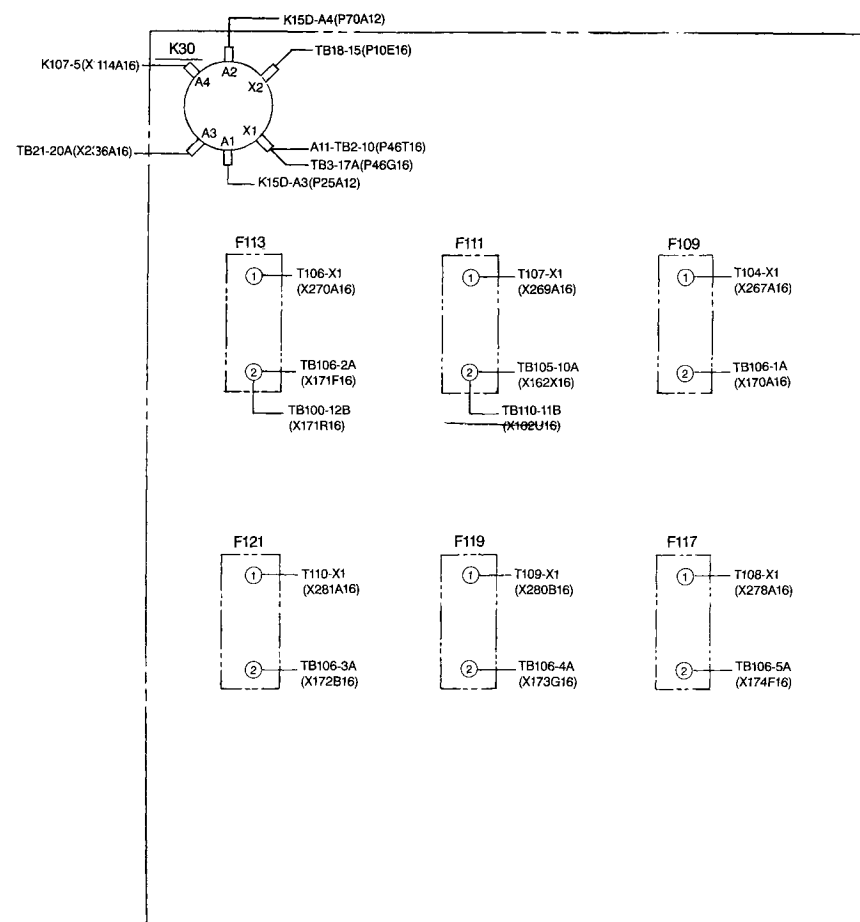 K15D-A4(P70A12)
K30
TB18-15(P10E16)
K107-5(X114A16)
A2
A4
X2
A3
A1
X1
TB21-20A(X236A16)
A11-TB2-10(P46T16)
TB3-17A(P46G16)
K15D-A3(P25A12)
F113
F111
F109
1 T106-X1
(X270A16)
1 T107-X1
(X269A16)
1 T104-X1
(X267A16)
2 TB106-2A
(X171F16)
2 TB105-10A
(X162X16)
2 TB106-1A
(X170A16)
TB100-12B
(X171R16)
TB110-11B
(X162U16)
F121
F119
F117
1 T110-X1
(X281A16)
1 T109-X1
(X280B16)
1 T108-X1
(X278A16)
2 TB106-3A
(X172B16)
2 TB106-4A
(X173G16)
2 TB106-5A
(X174F16)